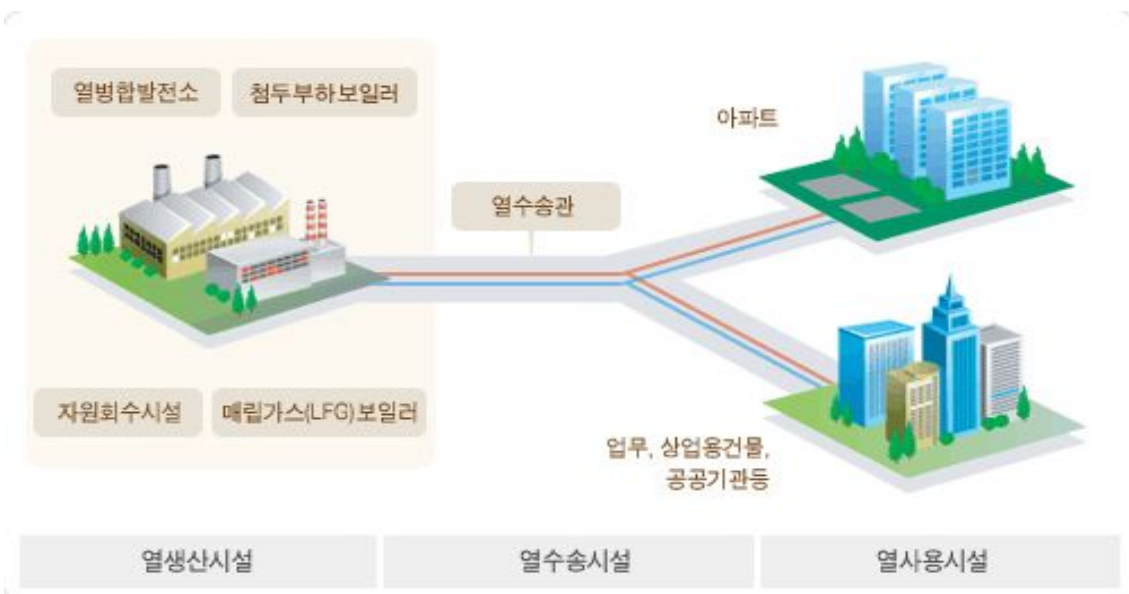 열병합발전소
첨두부하보일러
아파트
열수송관
자원회수시설
매립가스(LFG)보일러
업무, 상업용건물,
공공기관등
열생산시설
열수송시설
열사용시설